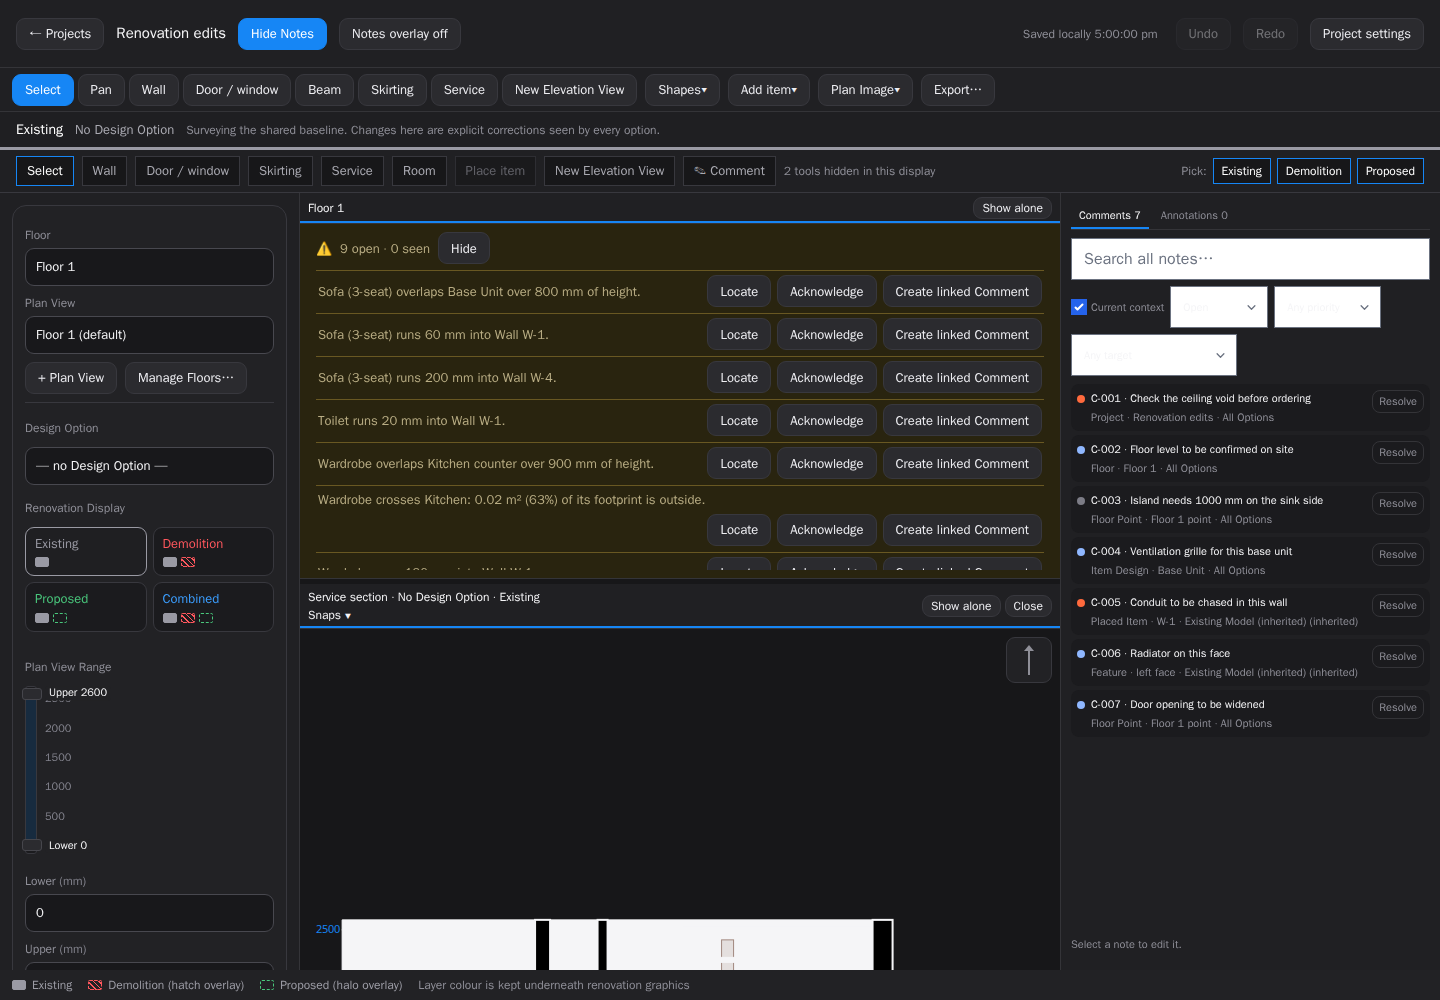 ← Projects
Renovation edits
Hide Notes
Notes overlay off
Saved locally 5:00:00 pm
Undo
Redo
Project settings
Select
Pan
Wall
Door / window
Beam
Skirting
Service
New Elevation View
Shapes▾
Add item▾
Plan Image▾
Export⋯
Existing
No Design Option
Surveying the shared baseline. Changes here are explicit corrections seen by every option.
Select
Wall
Door / window
Skirting
Service
Room
Place item
New Elevation View
✎ Comment
2 tools hidden in this display
Pick:
Existing
Demolition
Proposed
Floor
Floor 1
Plan View
Floor 1 (default)
+ Plan View
Manage Floors⋯
Design Option
— no Design Option —
Renovation Display
Existing
Demolition
Proposed
Combined
Plan View Range
Upper 2600
2000
1500
1000
500
Lower 0
Lower (mm)
0
Upper (mm)
Floor 1
Show alone
⚠️ 9 open · 0 seen
Hide
Sofa (3-seat) overlaps Base Unit over 800 mm of height.
Locate
Acknowledge
Create linked Comment
Sofa (3-seat) runs 60 mm into Wall W-1.
Locate
Acknowledge
Create linked Comment
Sofa (3-seat) runs 200 mm into Wall W-4.
Locate
Acknowledge
Create linked Comment
Toilet runs 20 mm into Wall W-1.
Locate
Acknowledge
Create linked Comment
Wardrobe overlaps Kitchen counter over 900 mm of height.
Locate
Acknowledge
Create linked Comment
Wardrobe crosses Kitchen: 0.02 m² (63%) of its footprint is outside.
Locate
Acknowledge
Create linked Comment
Service section · No Design Option · Existing
Snaps ▾
Show alone
Close
2500
Comments 7
Annotations 0
Search all notes⋯
Current context
Open
Any priority
Any target
C-001 · Check the ceiling void before ordering
Project · Renovation edits · All Options
Resolve
C-002 · Floor level to be confirmed on site
Floor · Floor 1 · All Options
Resolve
C-003 · Island needs 1000 mm on the sink side
Floor Point · Floor 1 point · All Options
Resolve
C-004 · Ventilation grille for this base unit
Item Design · Base Unit · All Options
Resolve
C-005 · Conduit to be chased in this wall
Placed Item · W-1 · Existing Model (inherited) (inherited)
Resolve
C-006 · Radiator on this face
Feature · left face · Existing Model (inherited) (inherited)
Resolve
C-007 · Door opening to be widened
Floor Point · Floor 1 point · All Options
Resolve
Select a note to edit it.
Existing
Demolition (hatch overlay)
Proposed (halo overlay)
Layer colour is kept underneath renovation graphics